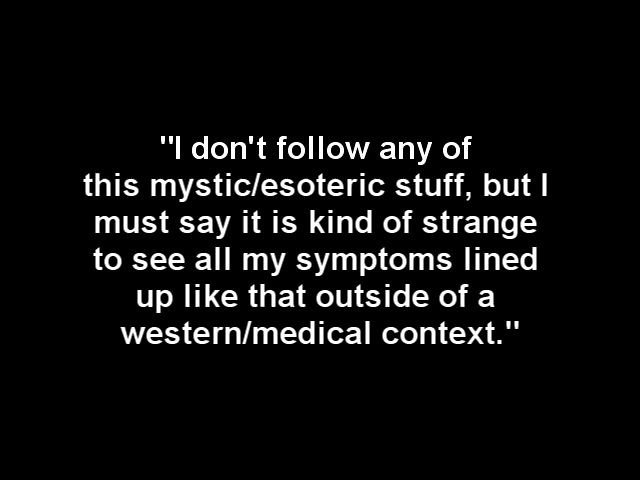 "I don't follow any of
this mystic/esoteric stuff, but I
must say it is kind of strange
to see all my symptoms lined
up like that outside of a
western/medical context."